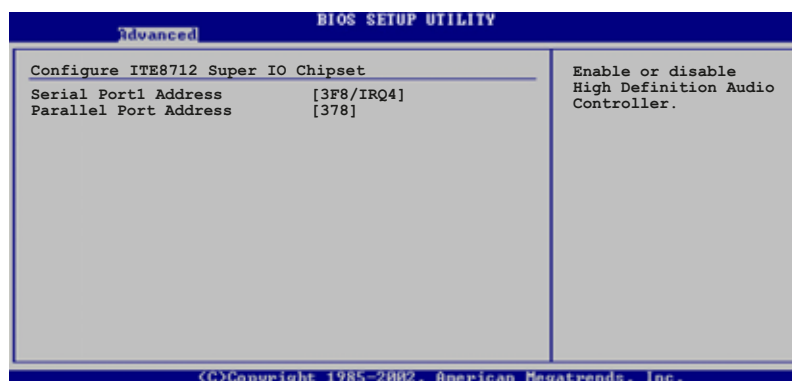 BIOS SETUP UTILITY
Advanced
Configure ITE8712 Super IO Chipset
Serial Port1 Address [3F8/IRQ4]
Parallel Port Address [378]
Enable or disable
High Definition Audio
Controller.
(C)Copyright 1985-2002, American Megatrends, Inc.